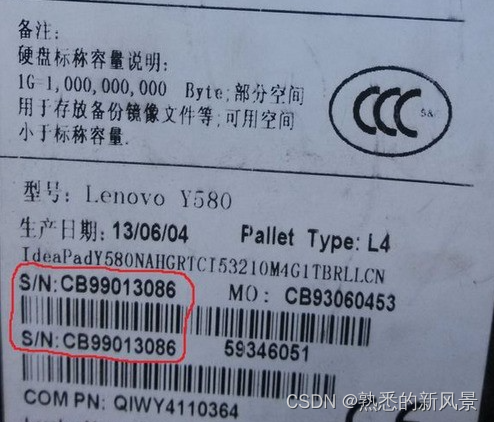 备注:
硬盘标称容量说明:
1G=1,000,000,000 Byte;部分空间
用于存放备份镜像文件等;可用空间
小于标称容量.
CCC S&
型号: Lenovo Y580
生产日期: 13/06/04 Pallet Type: L4
IdeaPadY580NAHGRTCI53210M4G1TBRLLCN
S/N:CB99013086 MO: CB93060453
S/N:CB99013086 59346051
COM PN: QIWY4110364
CSDN @熟悉的新风景